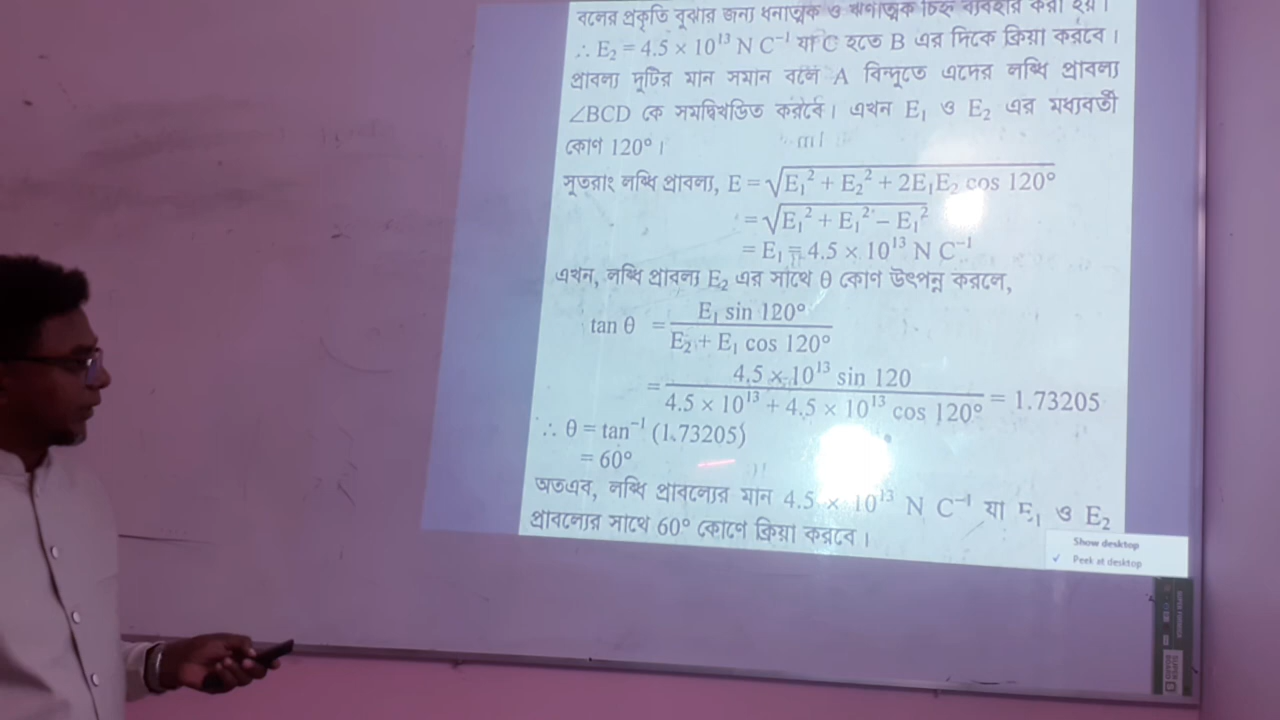 বলের প্রকৃতি বুঝার জন্য ধনাত্মক ও ঋণাত্মক চিহ্ন ব্যবহার করা হয়।
∴ E₂ = 4.5 × 10¹³ N C⁻¹ যা C হতে B এর দিকে ক্রিয়া করবে।
প্রাবল্য দুটির মান সমান বলে A বিন্দুতে এদের লব্ধি প্রাবল্য
∠BCD কে সমদ্বিখণ্ডিত করবে। এখন E₁ ও E₂ এর মধ্যবর্তী
কোণ 120°।
সুতরাং লব্ধি প্রাবল্য, E = √(E₁² + E₂² + 2E₁E₂ cos 120°)
= √(E₁² + E₁² − E₁²)
= E₁ = 4.5 × 10¹³ N C⁻¹
এখন, লব্ধি প্রাবল্য E₂ এর সাথে θ কোণ উৎপন্ন করলে,
tan θ = (E₁ sin 120°)/(E₂ + E₁ cos 120°)
= (4.5 × 10¹³ sin 120)/(4.5 × 10¹³ + 4.5 × 10¹³ cos 120°) = 1.73205
∴ θ = tan⁻¹ (1.73205)
= 60°
অতএব, লব্ধি প্রাবল্যের মান 4.5 × 10¹³ N C⁻¹ যা E₁ ও E₂
প্রাবল্যের সাথে 60° কোণে ক্রিয়া করবে।
Show desktop
✓ Peek at desktop